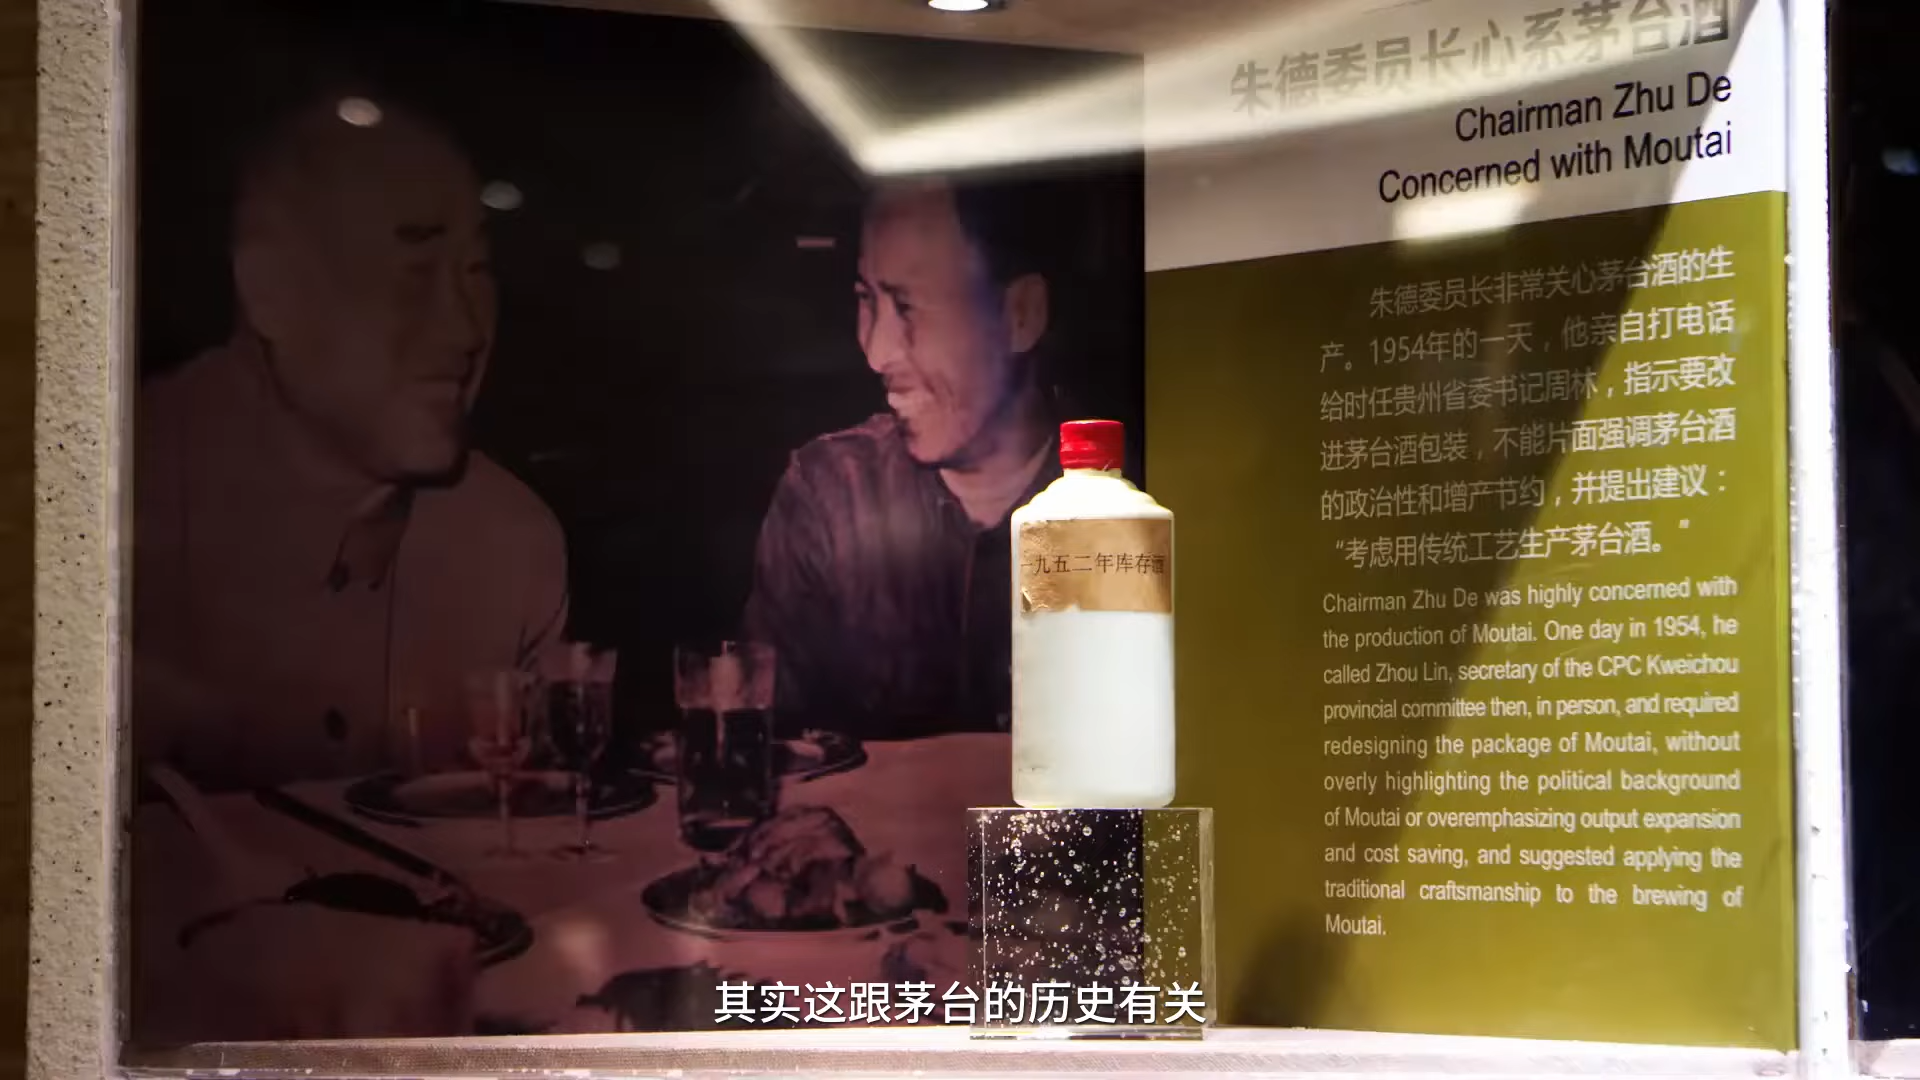 朱德委员长心系茅台酒
Chairman Zhu De
Concerned with Moutai
朱德委员长非常关心茅台酒的生
产。1954年的一天，他亲自打电话
给时任贵州省委书记周林，指示要改
进茅台酒包装，不能片面强调茅台酒
的政治性和增产节约，并提出建议：
“考虑用传统工艺生产茅台酒。”
Chairman Zhu De was highly concerned with
the production of Moutai. One day in 1954, he
called Zhou Lin, secretary of the CPC Kweichou
provincial committee then, in person, and required
redesigning the package of Moutai, without
overly highlighting the political background
of Moutai or overemphasizing output expansion
and cost saving, and suggested applying the
traditional craftsmanship to the brewing of
Moutai.
一九五二年库存酒
其实这跟茅台的历史有关